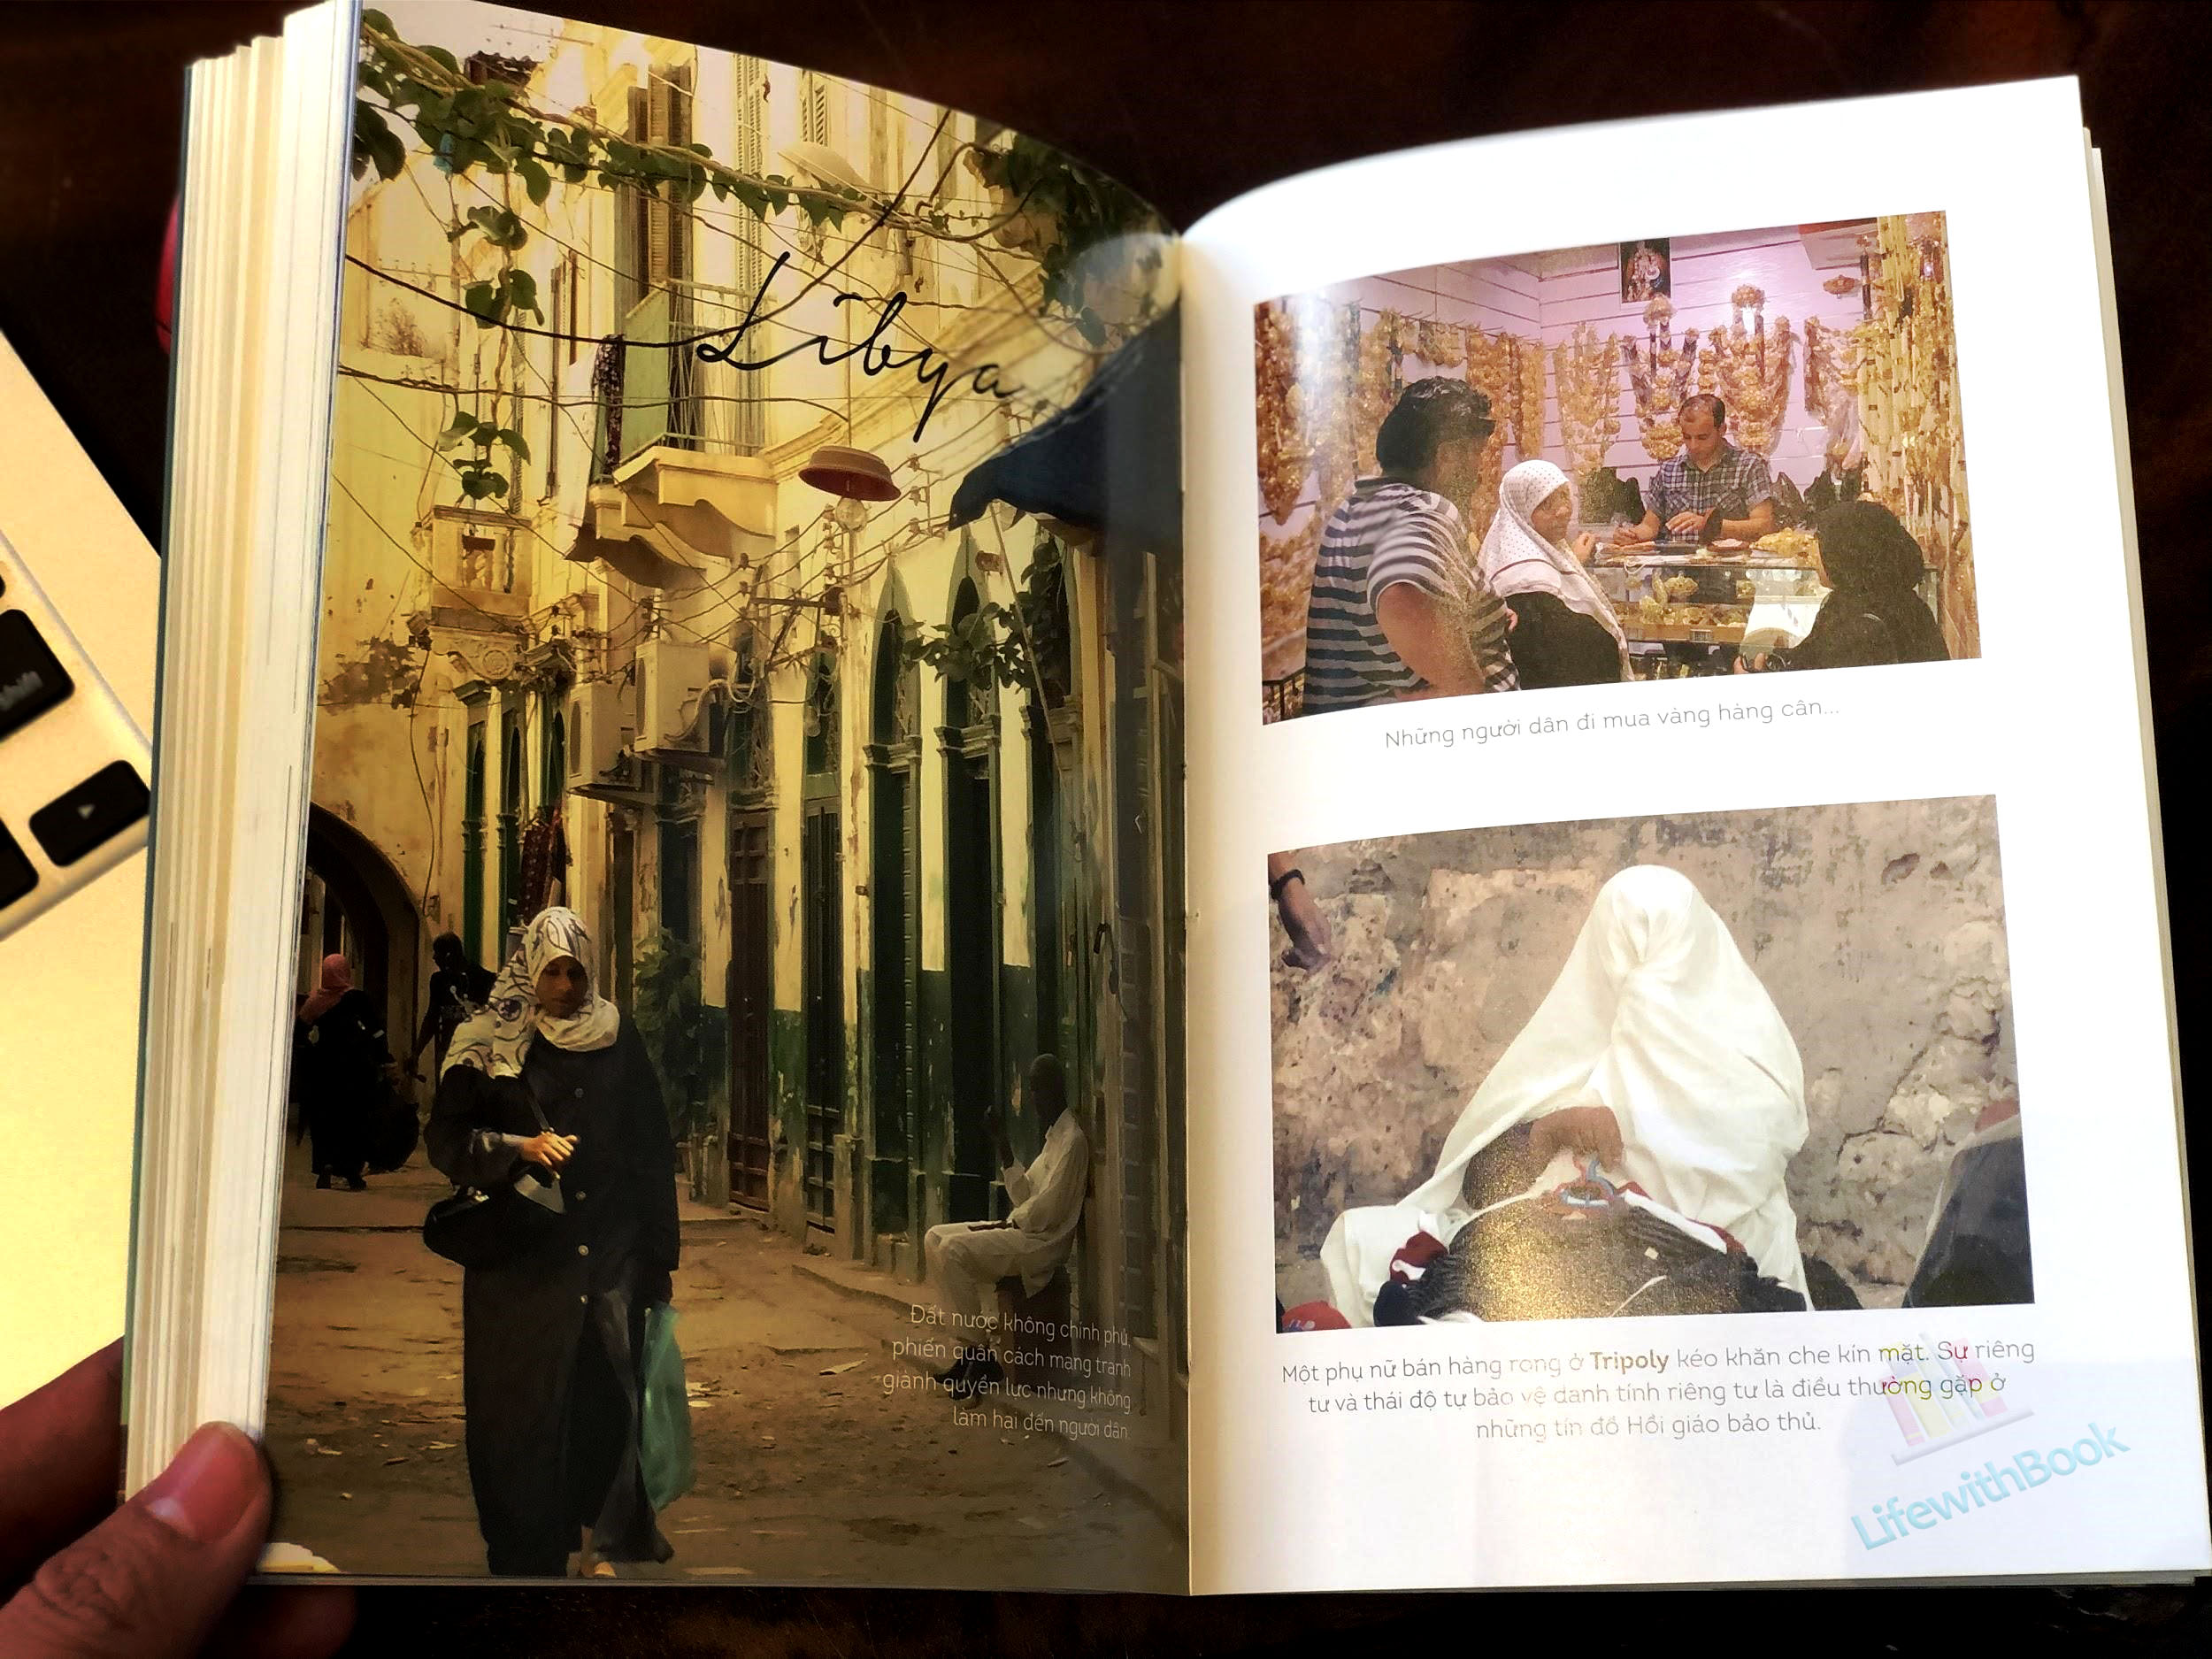 Libya
Đất nước không chính phủ,
phiến quân cách mạng tranh
giành quyền lực nhưng không
làm hại đến người dân.
Những người dân đi mua vàng hàng cân...
Một phụ nữ bán hàng rong ở Tripoly kéo khăn che kín mặt. Sự riêng
tư và thái độ tự bảo vệ danh tính riêng tư là điều thường gặp ở
những tín đồ Hồi giáo bảo thủ.
LifewithBook
shift